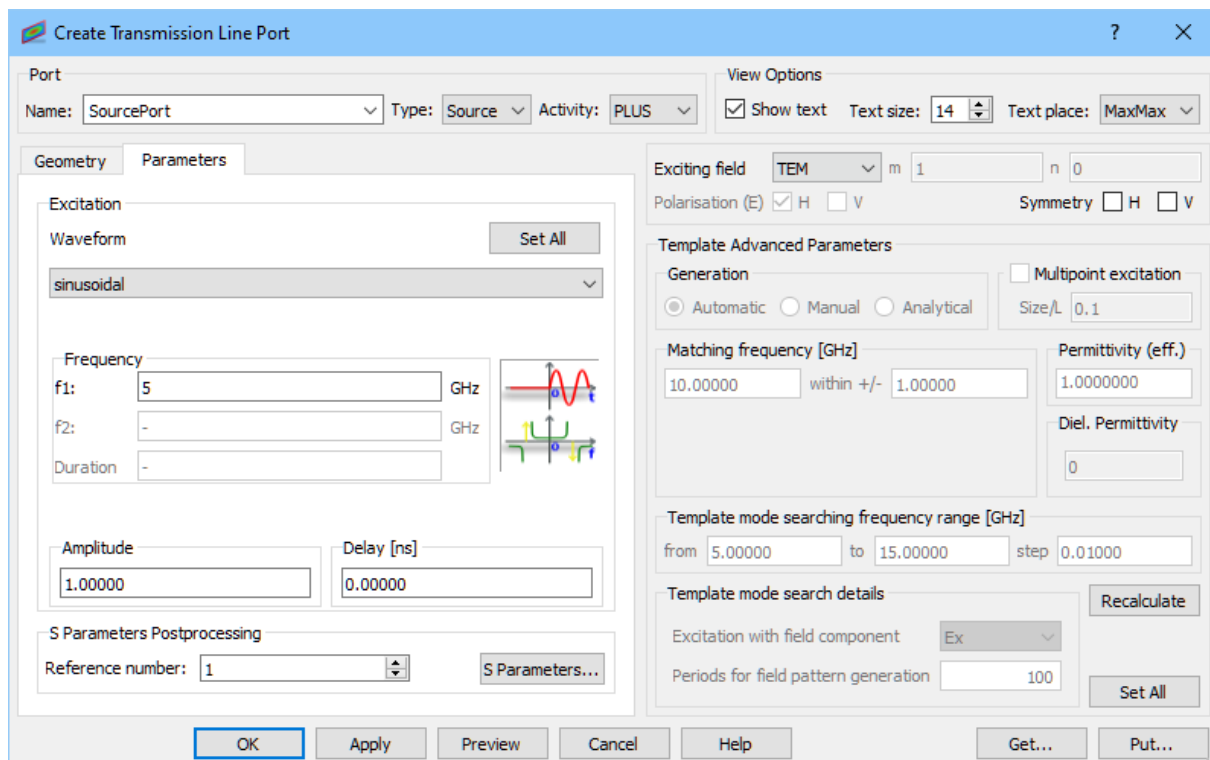 Create Transmission Line Port
?
Port
Name: SourcePort Type: Source Activity: PLUS
View Options
Show text Text size: 14 Text place: MaxMax
Geometry Parameters
Excitation
Waveform Set All
sinusoidal
Frequency
f1: 5 GHz
f2: - GHz
Duration -
0 t
0 f
Amplitude
1.00000
Delay [ns]
0.00000
S Parameters Postprocessing
Reference number: 1 S Parameters...
Exciting field TEM m 1 n 0
Polarisation (E) H V Symmetry H V
Template Advanced Parameters
Generation
Automatic Manual Analytical
Multipoint excitation
Size/L 0.1
Matching frequency [GHz]
10.00000 within +/- 1.00000
Permittivity (eff.)
1.0000000
Diel. Permittivity
0
Template mode searching frequency range [GHz]
from 5.00000 to 15.00000 step 0.01000
Template mode search details
Excitation with field component Ex
Periods for field pattern generation 100
Recalculate
Set All
OK Apply Preview Cancel Help Get... Put...